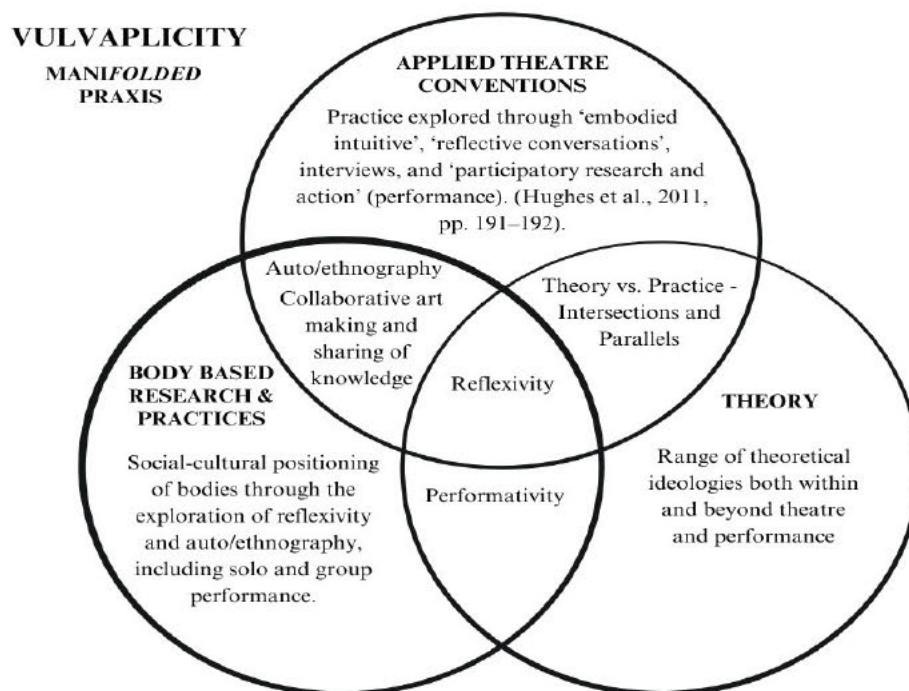 VULVAPLICITY
MANIFOLDED
PRAXIS
APPLIED THEATRE
CONVENTIONS
Practice explored through ‘embodied
intuitive’, ‘reflective conversations’,
interviews, and ‘participatory research and
action’ (performance). (Hughes et al., 2011,
pp. 191–192).
Auto/ethnography
Collaborative art
making and
sharing of
knowledge
Theory vs. Practice -
Intersections and
Parallels
Reflexivity
BODY BASED
RESEARCH &
PRACTICES
Social-cultural positioning
of bodies through the
exploration of reflexivity
and auto/ethnography,
including solo and group
performance.
Performativity
THEORY
Range of theoretical
ideologies both within
and beyond theatre
and performance